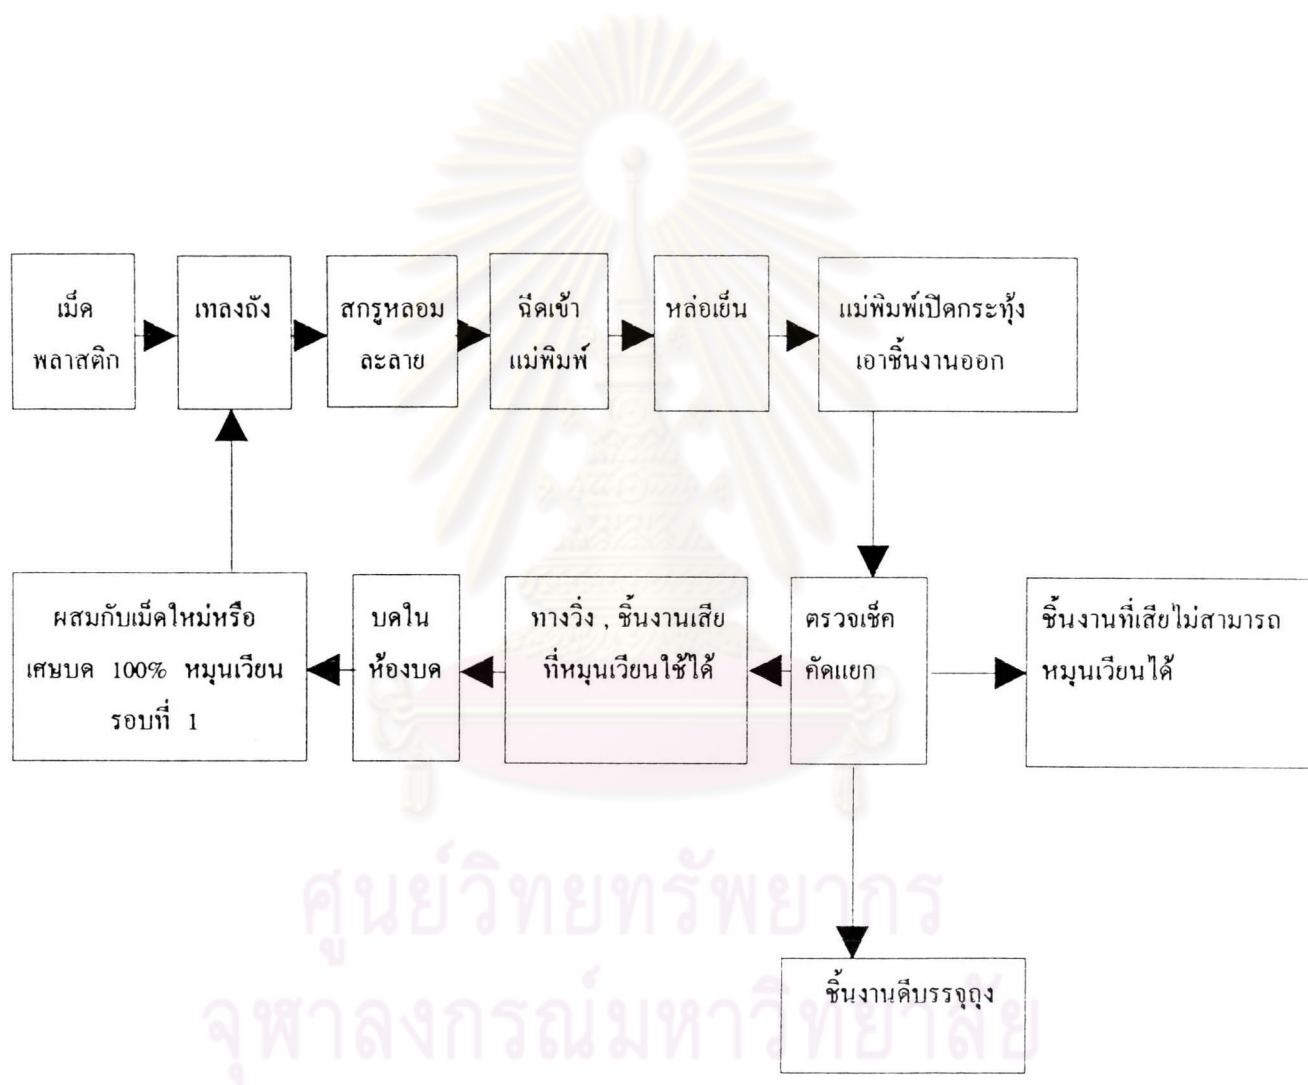 เม็ด
พลาสติก
เทลงถัง
สกรูหลอม
ละลาย
ฉีดเข้า
แม่พิมพ์
หล่อเย็น
แม่พิมพ์เปิดกระทุ้ง
เอาชิ้นงานออก
ผสมกับเม็ดใหม่หรือ
เศษบด 100% หมุนเวียน
รอบที่ 1
บดใน
ห้องบด
ทางวิ่ง , ชิ้นงานเสีย
ที่หมุนเวียนใช้ได้
ตรวจเช็ค
คัดแยก
ชิ้นงานที่เสียไม่สามารถ
หมุนเวียนได้
ชิ้นงานดีบรรจุถุง
ศูนย์วิทยทรัพยากร
จุฬาลงกรณ์มหาวิทยาลัย